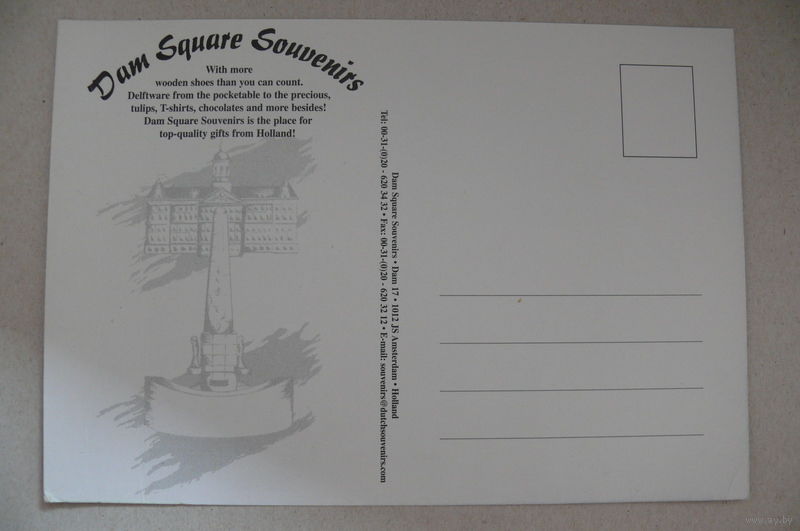 Dam Square Souvenirs
With more
wooden shoes than you can count.
Delftware from the pocketable to the precious,
tulips, T-shirts, chocolates and more besides!
Dam Square Souvenirs is the place for
top-quality gifts from Holland!
Dam Square Souvenirs • Dam 17 • 1012 JS Amsterdam • Holland
Tel: 00-31-(0)20 - 620 34 32 • Fax: 00-31-(0)20 - 620 32 12 • E-mail: souvenirs@dutchsouvenirs.com
www.ay.by